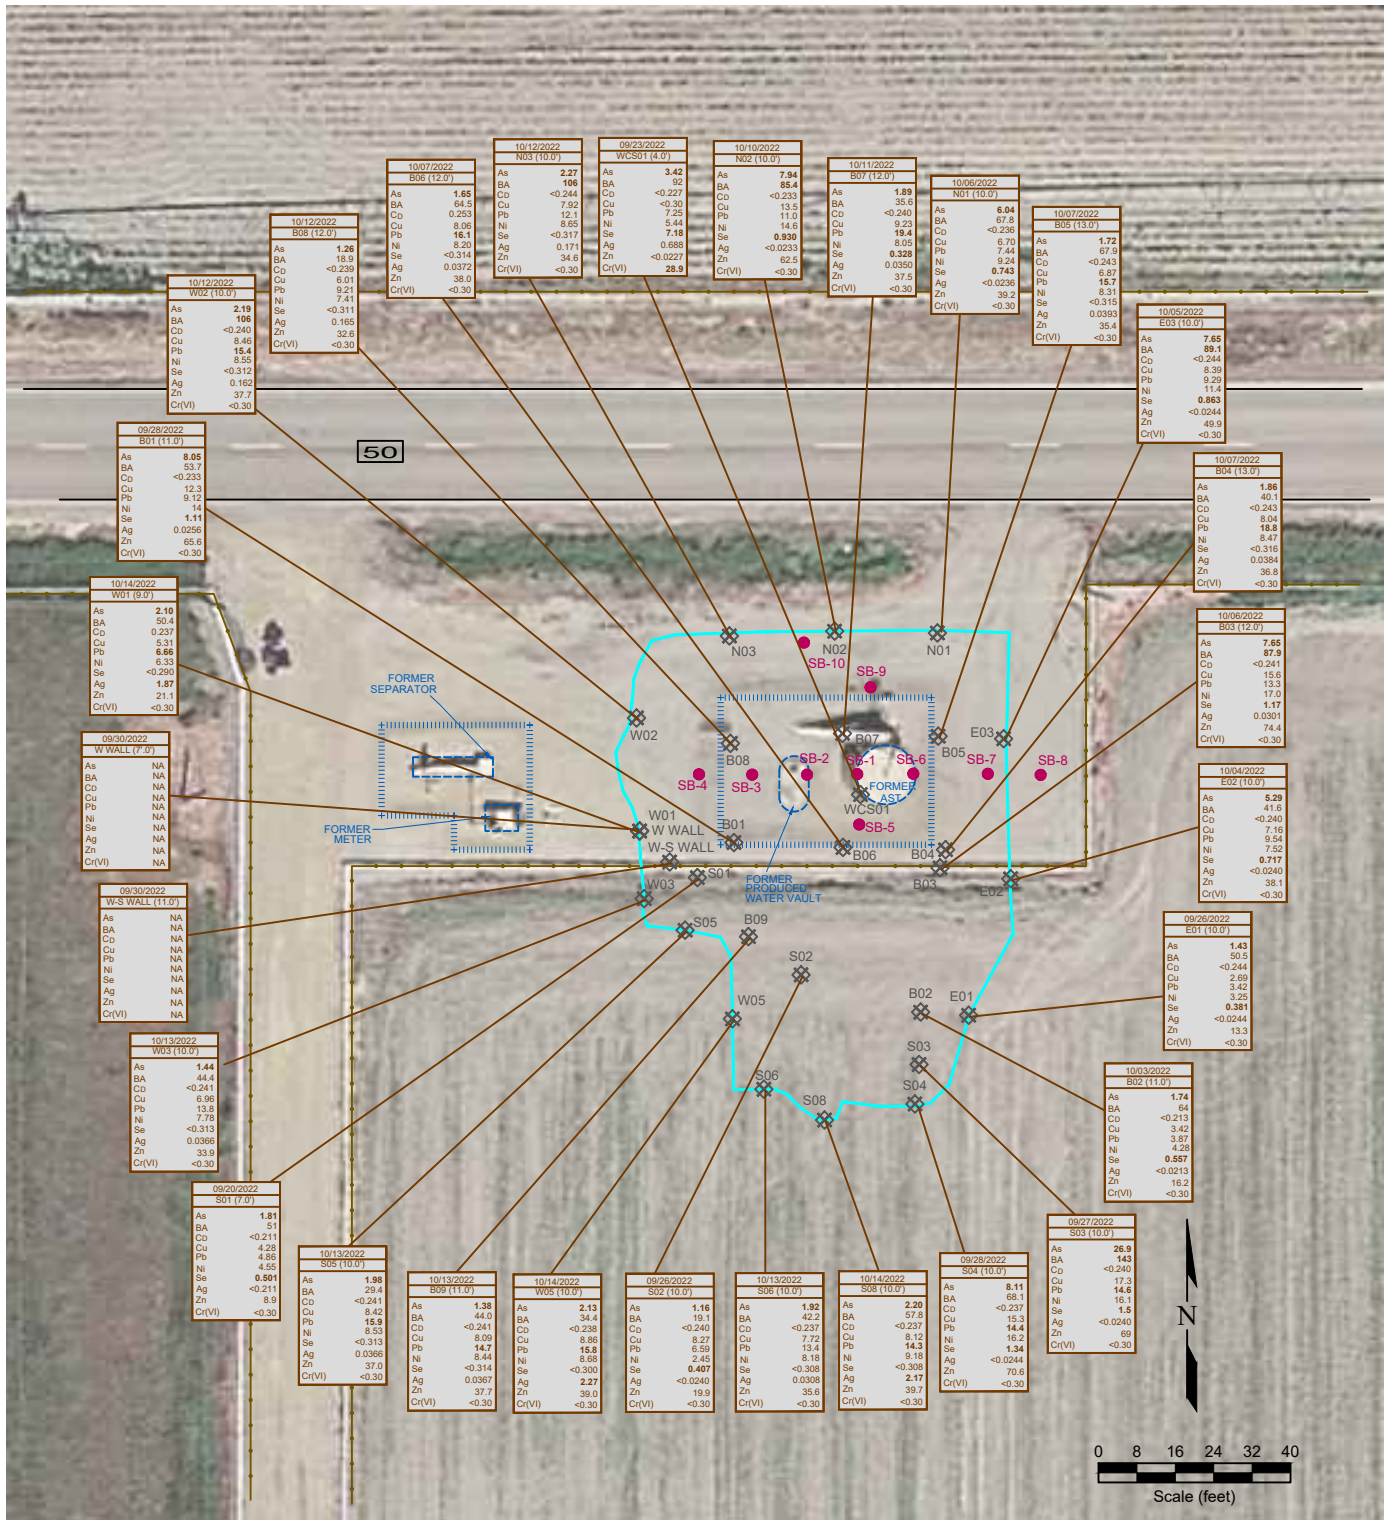 10/07/2022
B06 (12.0')
As 1.65
BA 64.5
CD 0.253
Cu 8.06
Pb 16.1
Ni 8.20
Se <0.314
Ag 0.0372
Zn 38.0
Cr(VI) <0.30
10/12/2022
N03 (10.0')
As 2.27
BA 106
CD <0.244
Cu 7.92
Pb 12.1
Ni 8.65
Se <0.317
Ag 0.171
Zn 34.6
Cr(VI) <0.30
09/23/2022
WCS01 (4.0')
As 3.42
BA 92
CD <0.227
Cu <0.30
Pb 7.25
Ni 5.44
Se 7.18
Ag 0.688
Zn <0.0227
Cr(VI) 28.9
10/10/2022
N02 (10.0')
As 7.94
BA 85.4
CD <0.233
Cu 13.5
Pb 11.0
Ni 14.6
Se 0.930
Ag <0.0233
Zn 62.5
Cr(VI) <0.30
10/11/2022
B07 (12.0')
As 1.89
BA 35.6
CD <0.240
Cu 9.23
Pb 19.4
Ni 8.05
Se 0.328
Ag 0.0350
Zn 37.5
Cr(VI) <0.30
10/06/2022
N01 (10.0')
As 6.04
BA 67.8
CD <0.236
Cu 6.70
Pb 7.44
Ni 9.24
Se 0.743
Ag <0.0236
Zn 39.2
Cr(VI) <0.30
10/07/2022
B05 (13.0')
As 1.72
BA 67.9
CD <0.243
Cu 6.87
Pb 15.7
Ni 8.31
Se <0.315
Ag 0.0393
Zn 35.4
Cr(VI) <0.30
10/12/2022
B08 (12.0')
As 1.26
BA 18.9
CD <0.239
Cu 6.01
Pb 9.21
Ni 7.41
Se <0.311
Ag 0.165
Zn 32.6
Cr(VI) <0.30
10/12/2022
W02 (10.0')
As 2.19
BA 106
CD <0.240
Cu 8.46
Pb 15.4
Ni 8.55
Se <0.312
Ag 0.162
Zn 37.7
Cr(VI) <0.30
10/05/2022
E03 (10.0')
As 7.65
BA 89.1
CD <0.244
Cu 8.39
Pb 9.29
Ni 11.4
Se 0.863
Ag <0.0244
Zn 49.9
Cr(VI) <0.30
09/28/2022
B01 (11.0')
As 8.05
BA 53.7
CD <0.233
Cu 12.3
Pb 9.12
Ni 14
Se 1.11
Ag 0.0256
Zn 65.6
Cr(VI) <0.30
50
10/07/2022
B04 (13.0')
As 1.86
BA 40.1
CD <0.243
Cu 8.04
Pb 18.8
Ni 8.47
Se <0.316
Ag 0.0384
Zn 36.8
Cr(VI) <0.30
10/14/2022
W01 (9.0')
As 2.10
BA 50.4
CD 0.237
Cu 5.31
Pb 6.66
Ni 6.33
Se <0.290
Ag 1.87
Zn 21.1
Cr(VI) <0.30
10/06/2022
B03 (12.0')
As 7.65
BA 87.9
CD <0.241
Cu 15.6
Pb 13.3
Ni 17.0
Se 1.17
Ag 0.0301
Zn 74.4
Cr(VI) <0.30
N03
N02
N01
SB-10
SB-9
FORMER
SEPARATOR
W02
B07
B05
E03
B08
SB-4
SB-3
SB-2
SB-1
SB-6
SB-7
SB-8
FORMER
AST
WCS01
SB-5
FORMER
METER
W01
W WALL
W-S WALL
B01
B06
B04
B03
E02
S01
W03
FORMER
PRODUCED
WATER VAULT
S05
B09
S02
W05
B02
E01
S03
S04
S06
S08
09/30/2022
W WALL (7.0')
As NA
BA NA
CD NA
Cu NA
Pb NA
Ni NA
Se NA
Ag NA
Zn NA
Cr(VI) NA
10/04/2022
E02 (10.0')
As 5.29
BA 41.6
CD <0.240
Cu 7.16
Pb 9.54
Ni 7.52
Se 0.717
Ag <0.0240
Zn 38.1
Cr(VI) <0.30
09/30/2022
W-S WALL (11.0')
As NA
BA NA
CD NA
Cu NA
Pb NA
Ni NA
Se NA
Ag NA
Zn NA
Cr(VI) NA
09/26/2022
E01 (10.0')
As 1.43
BA 50.5
CD <0.244
Cu 2.69
Pb 3.42
Ni 3.25
Se 0.381
Ag <0.0244
Zn 13.3
Cr(VI) <0.30
10/13/2022
W03 (10.0')
As 1.44
BA 44.4
CD <0.241
Cu 6.96
Pb 13.8
Ni 7.78
Se <0.313
Ag 0.0366
Zn 33.9
Cr(VI) <0.30
10/03/2022
B02 (11.0')
As 1.74
BA 64
CD <0.213
Cu 3.42
Pb 3.87
Ni 4.28
Se 0.557
Ag <0.0213
Zn 16.2
Cr(VI) <0.30
09/20/2022
S01 (7.0')
As 1.81
BA 51
CD <0.211
Cu 4.28
Pb 4.86
Ni 4.55
Se 0.501
Ag <0.211
Zn 8.9
Cr(VI) <0.30
10/13/2022
S05 (10.0')
As 1.98
BA 29.4
CD <0.241
Cu 8.42
Pb 15.9
Ni 8.53
Se <0.313
Ag 0.0366
Zn 37.0
Cr(VI) <0.30
10/13/2022
B09 (11.0')
As 1.38
BA 44.0
CD <0.241
Cu 8.09
Pb 14.7
Ni 8.44
Se <0.314
Ag 0.0367
Zn 37.7
Cr(VI) <0.30
10/14/2022
W05 (10.0')
As 2.13
BA 34.4
CD <0.238
Cu 8.86
Pb 15.8
Ni 8.68
Se <0.300
Ag 2.27
Zn 39.0
Cr(VI) <0.30
09/26/2022
S02 (10.0')
As 1.16
BA 19.1
CD <0.240
Cu 8.27
Pb 6.59
Ni 2.45
Se 0.407
Ag <0.0240
Zn 19.9
Cr(VI) <0.30
10/13/2022
S06 (10.0')
As 1.92
BA 42.2
CD <0.237
Cu 7.72
Pb 13.4
Ni 8.18
Se <0.308
Ag 0.0308
Zn 35.6
Cr(VI) <0.30
10/14/2022
S08 (10.0')
As 2.20
BA 57.8
CD <0.237
Cu 8.12
Pb 14.3
Ni 9.18
Se <0.308
Ag 2.17
Zn 39.7
Cr(VI) <0.30
09/28/2022
S04 (10.0')
As 8.11
BA 68.1
CD <0.237
Cu 15.3
Pb 14.4
Ni 16.2
Se 1.34
Ag <0.0244
Zn 70.6
Cr(VI) <0.30
09/27/2022
S03 (10.0')
As 26.9
BA 143
CD <0.240
Cu 17.3
Pb 14.6
Ni 16.1
Se 1.5
Ag <0.0240
Zn 69
Cr(VI) <0.30
N
0 8 16 24 32 40
Scale (feet)